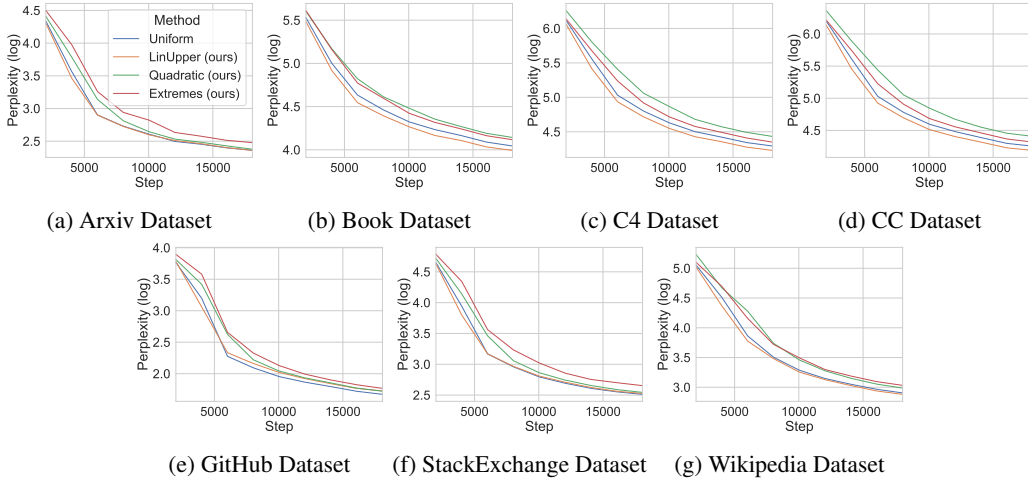 Method
Uniform
LinUpper (ours)
Quadratic (ours)
Extremes (ours)
Perplexity (log)
4.5
4.0
3.5
3.0
2.5
5000 10000 15000
Step
(a) Arxiv Dataset
Perplexity (log)
5.5
5.0
4.5
4.0
5000 10000 15000
Step
(b) Book Dataset
Perplexity (log)
6.0
5.5
5.0
4.5
5000 10000 15000
Step
(c) C4 Dataset
Perplexity (log)
6.0
5.5
5.0
4.5
5000 10000 15000
Step
(d) CC Dataset
Perplexity (log)
4.0
3.5
3.0
2.5
2.0
5000 10000 15000
Step
(e) GitHub Dataset
Perplexity (log)
4.5
4.0
3.5
3.0
2.5
5000 10000 15000
Step
(f) StackExchange Dataset
Perplexity (log)
5.0
4.5
4.0
3.5
3.0
5000 10000 15000
Step
(g) Wikipedia Dataset